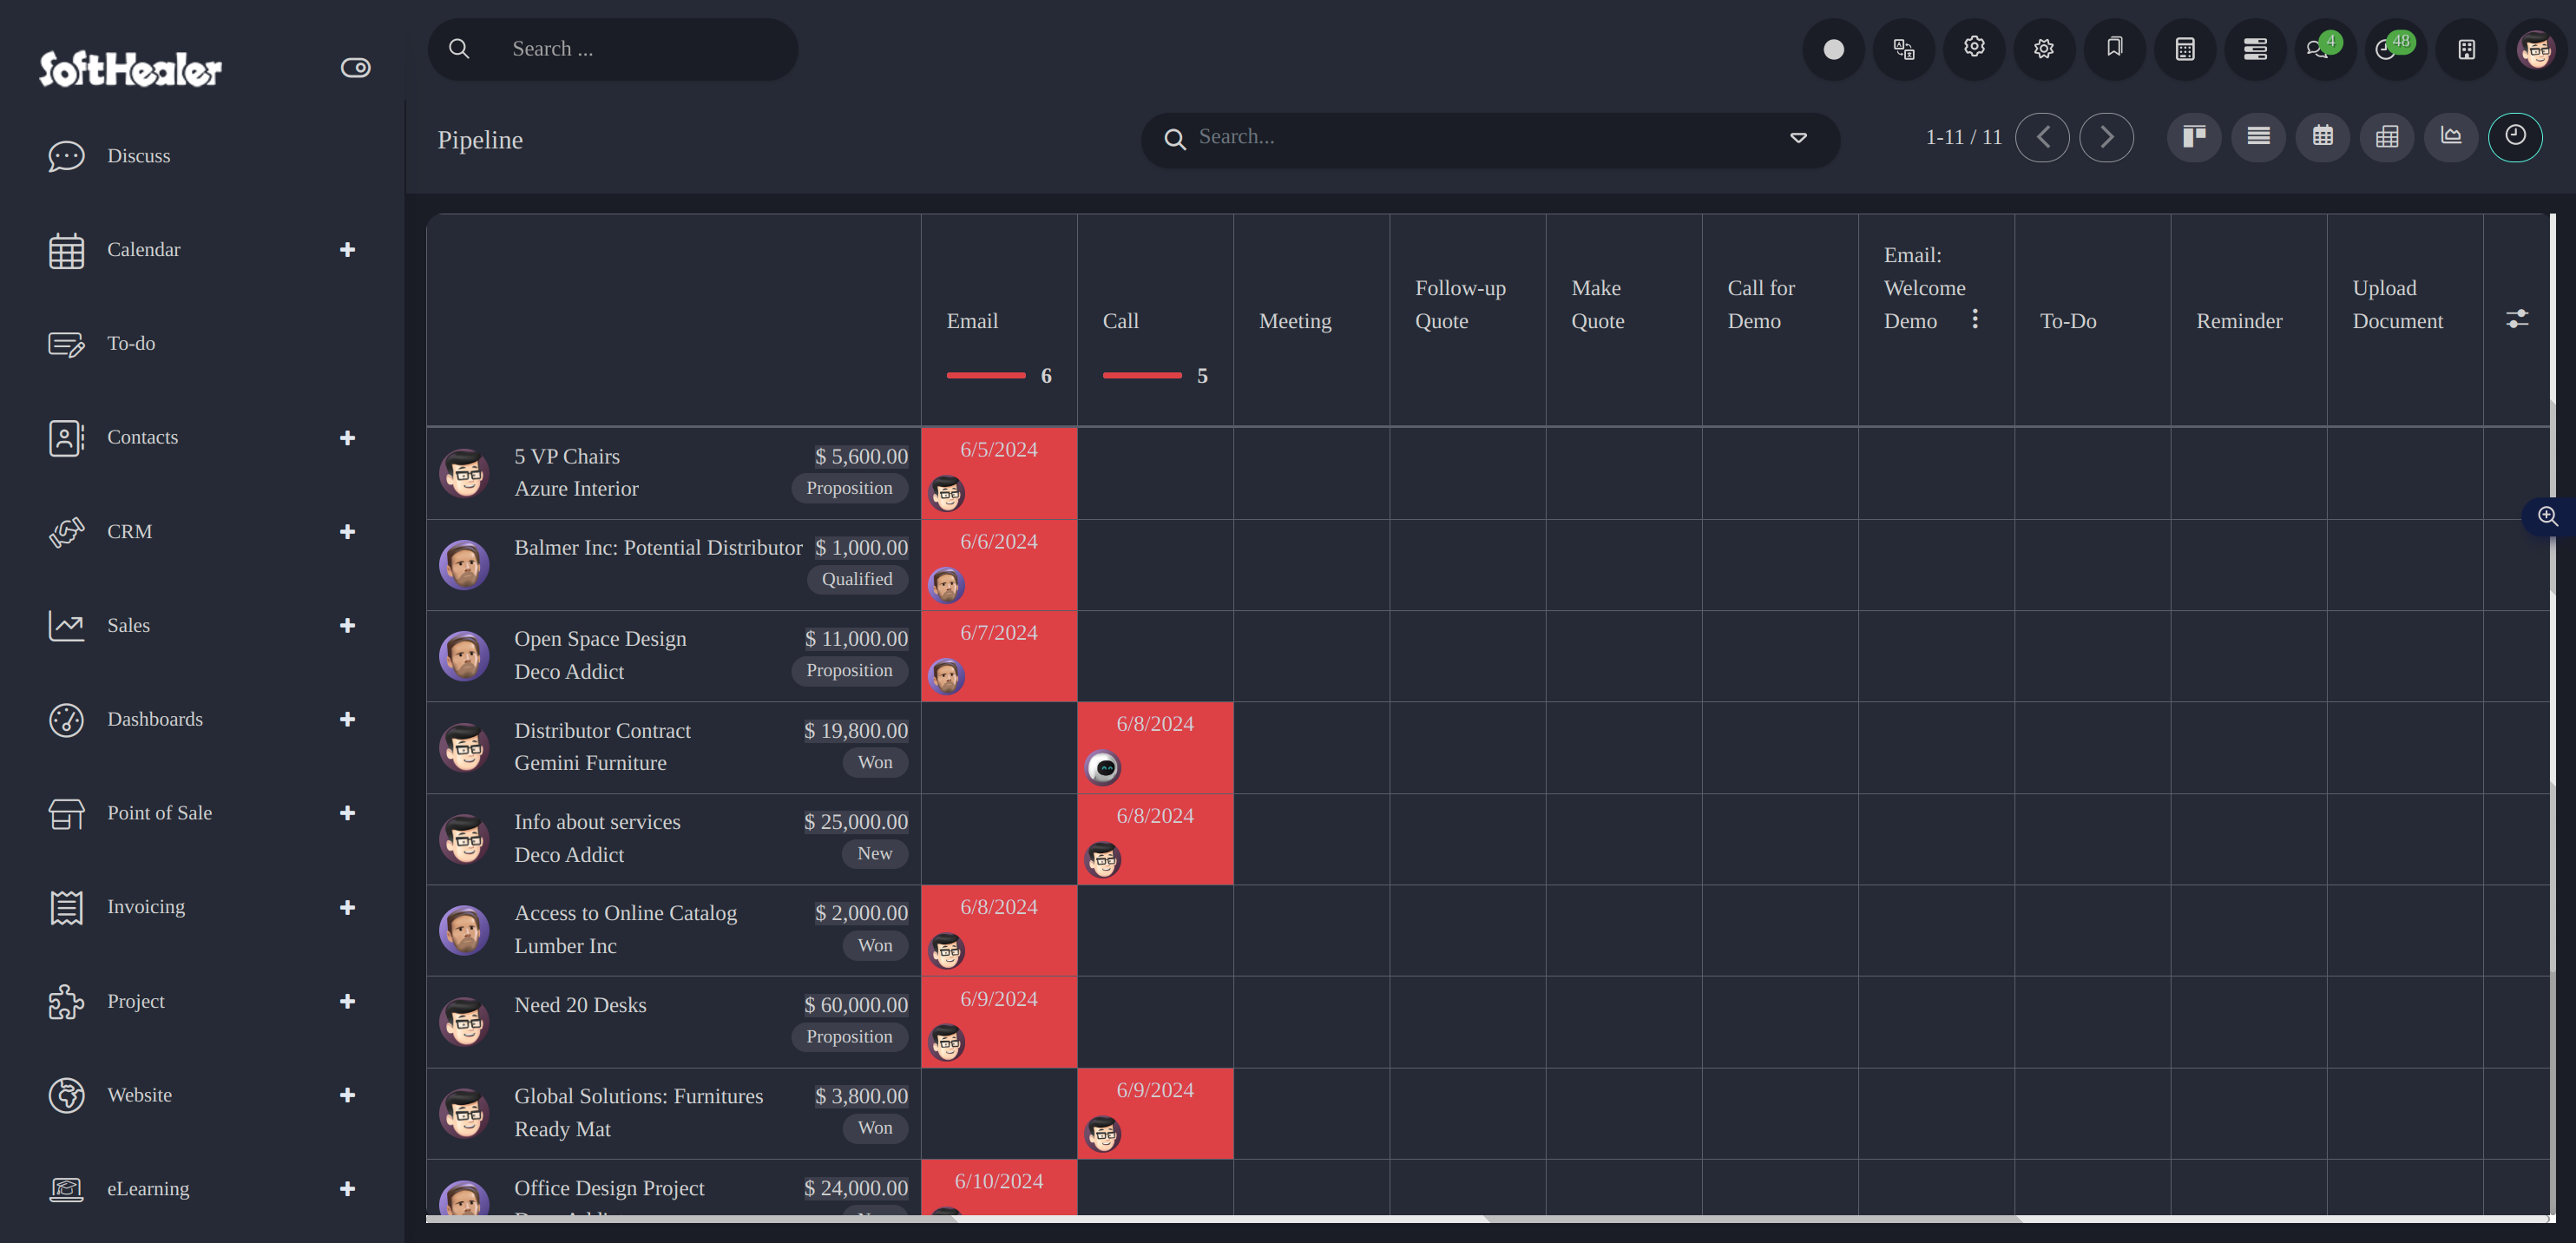 SoftHealer
Search ...
4
48
Discuss
Calendar
To-do
Contacts
CRM
Sales
Dashboards
Point of Sale
Invoicing
Project
Website
eLearning
Pipeline
Search...
1-11 / 11
Email
6
Call
5
Meeting
Follow-up
Quote
Make
Quote
Call for
Demo
Email:
Welcome
Demo
To-Do
Reminder
Upload
Document
5 VP Chairs $ 5,600.00 6/5/2024
Azure Interior Proposition
Balmer Inc: Potential Distributor $ 1,000.00 6/6/2024
Qualified
Open Space Design $ 11,000.00 6/7/2024
Deco Addict Proposition
Distributor Contract $ 19,800.00 6/8/2024
Gemini Furniture Won
Info about services $ 25,000.00 6/8/2024
Deco Addict New
Access to Online Catalog $ 2,000.00 6/8/2024
Lumber Inc Won
Need 20 Desks $ 60,000.00 6/9/2024
Proposition
Global Solutions: Furnitures $ 3,800.00 6/9/2024
Ready Mat Won
Office Design Project $ 24,000.00 6/10/2024